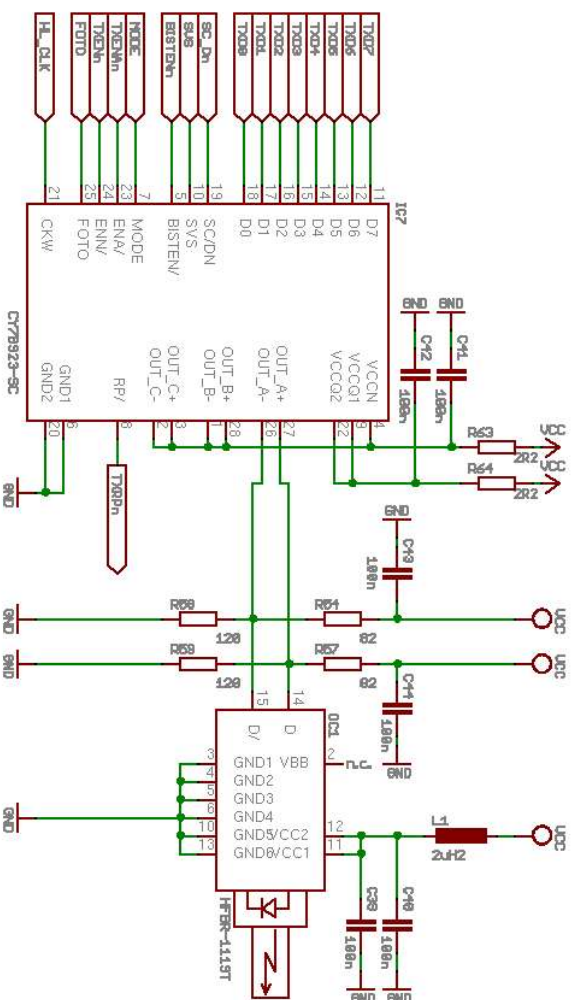 HL_CLK
FOTO
TXENn
TXENAn
MODE
BISTENn
SVS
SC_Dn
TXD0
TXD1
TXD2
TXD3
TXD4
TXD5
TXD6
TXD7
21
25
24
23
7
5
10
19
18
17
16
15
14
13
12
11
IC7
CKW
FOTO
ENN/
ENA/
MODE
BISTEN/
SVS
SC/DN
D0
D1
D2
D3
D4
D5
D6
D7
CY7B923-SC
GND2
GND1
RP/
OUT_C-
OUT_C+
OUT_B-
OUT_B+
OUT_A-
OUT_A+
VCCQ2
VCCQ1
VCCN
20
6
8
2
3
1
28
26
27
22
9
4
GND
C42
100n
GND
C41
100n
R63
2R2
VCC
R64
2R2
VCC
GND
TXRPn
GND
C43
100n
GND
R58
120
R54
82
VCC
GND
R59
120
R57
82
VCC
C44
100n
GND
15
14
OC1
D/
D
3
GND1
VBB
2
n.c.
4
GND2
5
GND3
6
GND4
10
GND5
VCC2
12
13
GND6
VCC1
11
GND
L1
2uH2
VCC
HFBR-1119T
C39
100n
GND
C40
100n
GND